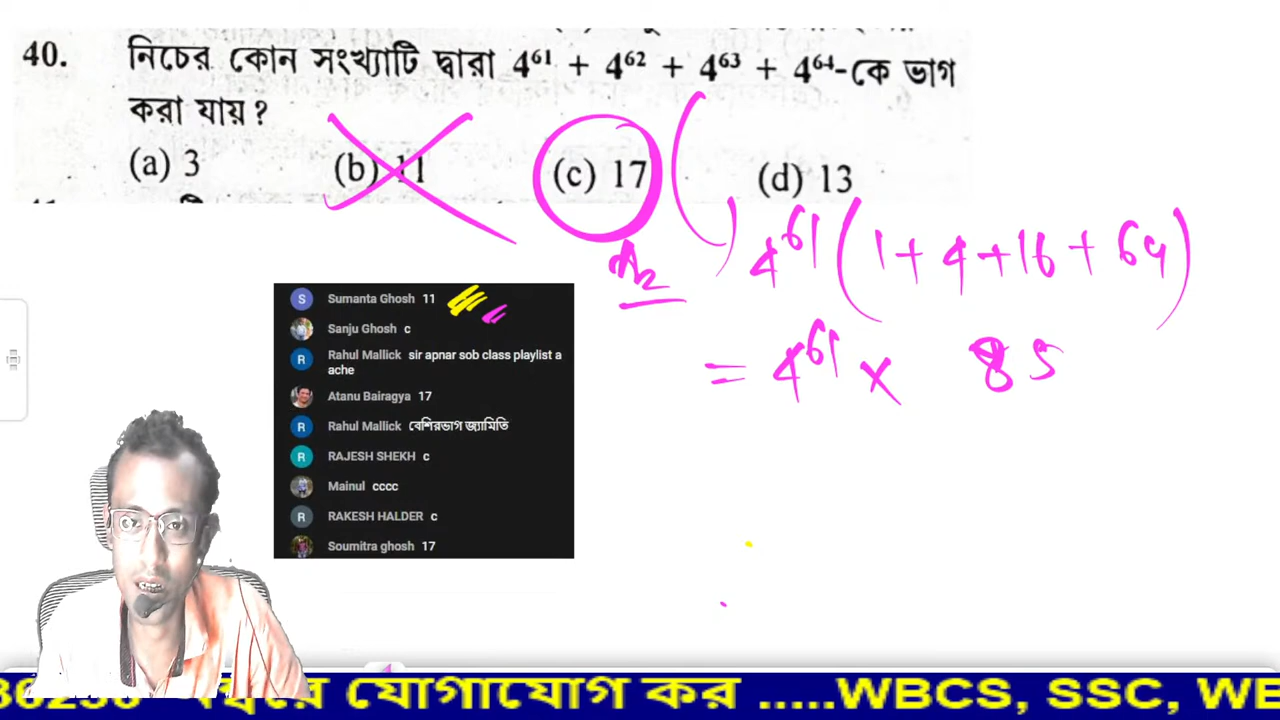 40. নিচের কোন সংখ্যাটি দ্বারা 4⁶¹ + 4⁶² + 4⁶³ + 4⁶⁴-কে ভাগ
করা যায় ?
(a) 3 (b) 11 (c) 17 (d) 13
4⁶¹ (1 + 4 + 16 + 64)
= 4⁶¹ × 85
S Sumanta Ghosh 11
Sanju Ghosh c
R Rahul Mallick sir apnar sob class playlist a
ache
Atanu Bairagya 17
R Rahul Mallick বেশিরভাগ জ্যামিতি
R RAJESH SHEKH c
Mainul cccc
R RAKESH HALDER c
Soumitra ghosh 17
যোগাযোগ কর .....WBCS, SSC, WE